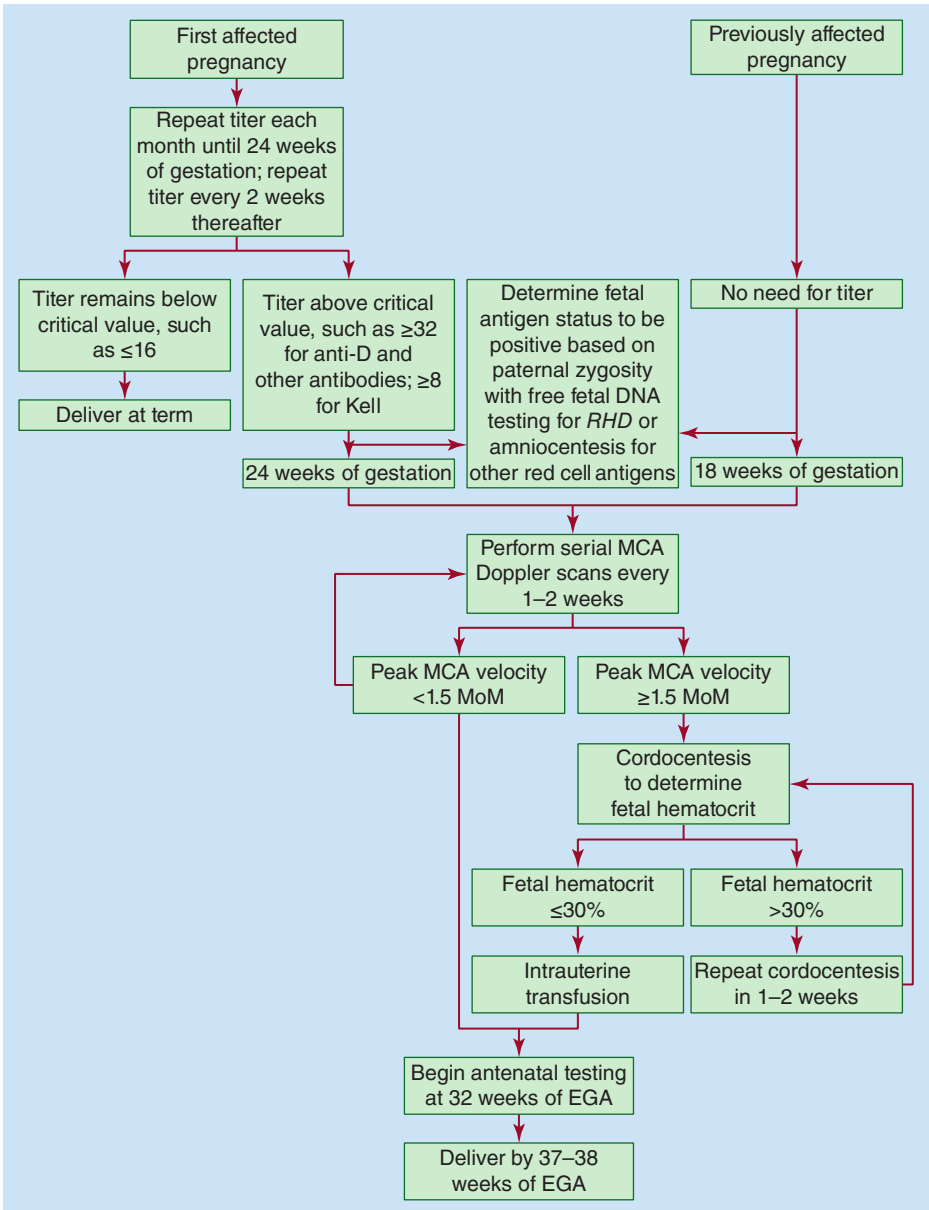 First affected
pregnancy
Previously affected
pregnancy
Repeat titer each
month until 24 weeks
of gestation; repeat
titer every 2 weeks
thereafter
Titer remains below
critical value, such
as ≤16
Titer above critical
value, such as ≥32
for anti-D and
other antibodies; ≥8
for Kell
Determine fetal
antigen status to be
positive based on
paternal zygosity
with free fetal DNA
testing for RHD or
amniocentesis for
other red cell antigens
No need for titer
Deliver at term
24 weeks of gestation
18 weeks of gestation
Perform serial MCA
Doppler scans every
1–2 weeks
Peak MCA velocity
<1.5 MoM
Peak MCA velocity
≥1.5 MoM
Cordocentesis
to determine
fetal hematocrit
Fetal hematocrit
≤30%
Fetal hematocrit
>30%
Intrauterine
transfusion
Repeat cordocentesis
in 1–2 weeks
Begin antenatal testing
at 32 weeks of EGA
Deliver by 37–38
weeks of EGA